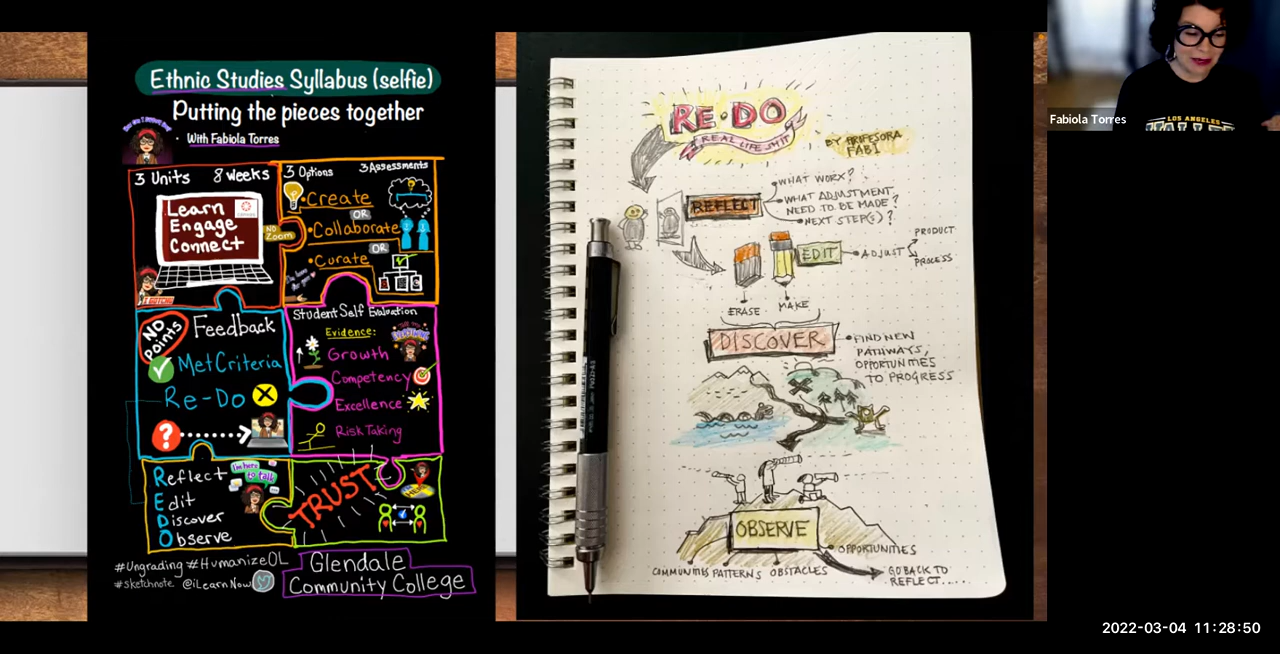 Ethnic Studies Syllabus (selfie)
Putting the pieces together
With Fabiola Torres
3 Units 8 weeks
Learn
Engage
Connect
NO
Zoom
3 Options 3 Assessments
Create
OR
Collaborate
OR
Curate
NO
POINTS
Feedback
Met Criteria
Re-Do
Student Self Evaluation
Evidence:
Growth
Competency
Excellence
Risk Taking
Reflect
Edit
Discover
Observe
I'm here
to talk
TRUST
#Ungrading #HumanizeOL
#sketchnote @iLearnNow
Glendale
Community College
RE·DO
REAL LIFE SH!T
BY PROFESORA
FABI
REFLECT
WHAT WORX?
WHAT ADJUSTMENT
NEED TO BE MADE?
NEXT STEP(S)?
EDIT
ADJUST
PRODUCT
PROCESS
ERASE
MAKE
DISCOVER
FIND NEW
PATHWAYS,
OPPORTUNITIES
TO PROGRESS
OBSERVE
OPPORTUNITIES
COMMUNITIES PATTERNS OBSTACLES
GO BACK TO
REFLECT.....
Fabiola Torres
LOS ANGELES
2022-03-04 11:28:50